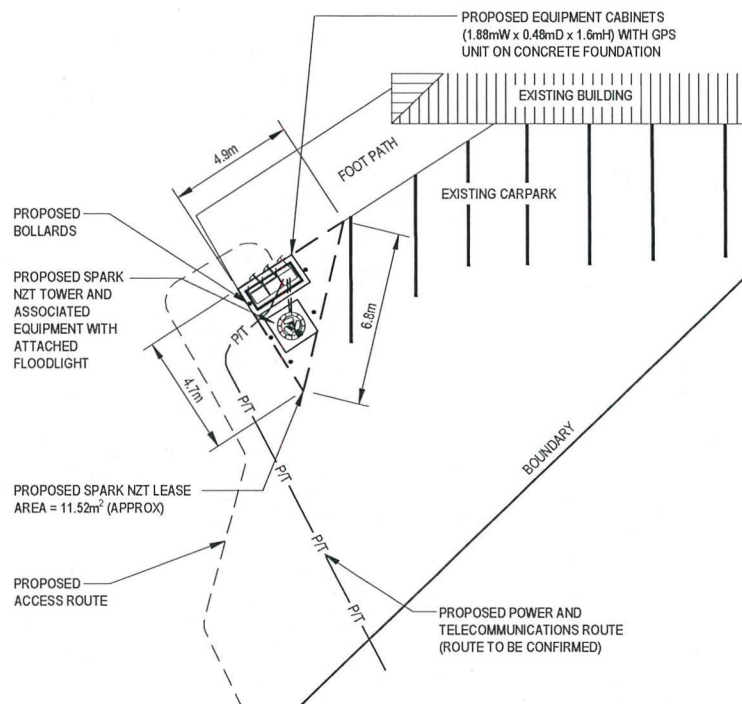 PROPOSED EQUIPMENT CABINETS
(1.88mW x 0.48mD x 1.6mH) WITH GPS
UNIT ON CONCRETE FOUNDATION
EXISTING BUILDING
4.9m
FOOT PATH
EXISTING CARPARK
PROPOSED
BOLLARDS
PROPOSED SPARK
NZT TOWER AND
ASSOCIATED
EQUIPMENT WITH
ATTACHED
FLOODLIGHT
P/T
6.8m
4.7m
P/T
BOUNDARY
P/T
PROPOSED SPARK NZT LEASE
AREA = 11.52m² (APPROX)
P/T
PROPOSED
ACCESS ROUTE
P/T
PROPOSED POWER AND
TELECOMMUNICATIONS ROUTE
(ROUTE TO BE CONFIRMED)